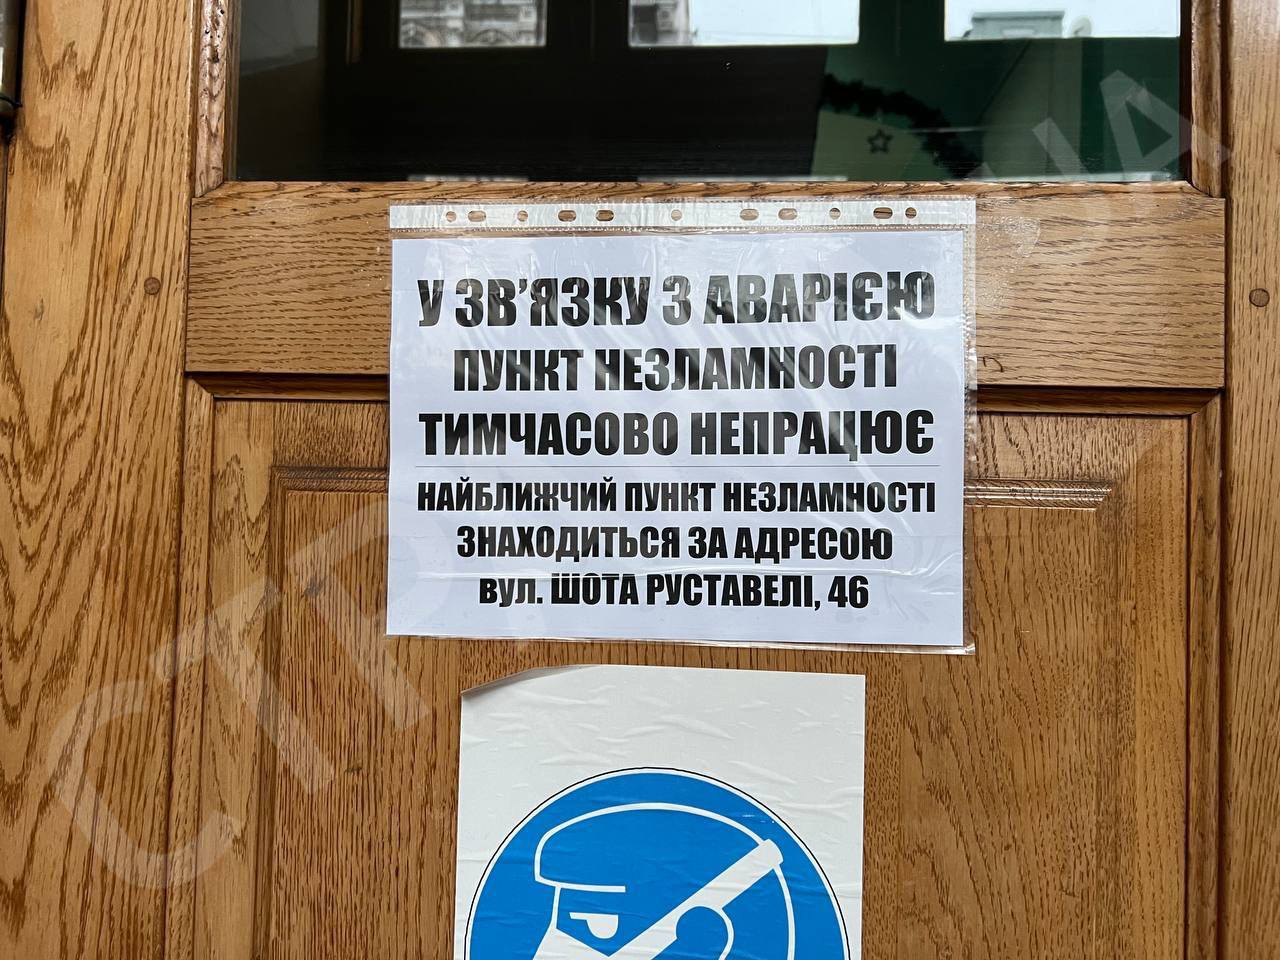 У ЗВ'ЯЗКУ З АВАРІЄЮ
ПУНКТ НЕЗЛАМНОСТІ
ТИМЧАСОВО НЕПРАЦЮЄ
НАЙБЛИЖЧИЙ ПУНКТ НЕЗЛАМНОСТІ
ЗНАХОДИТЬСЯ ЗА АДРЕСОЮ
вул. ШОТА РУСТАВЕЛІ, 46